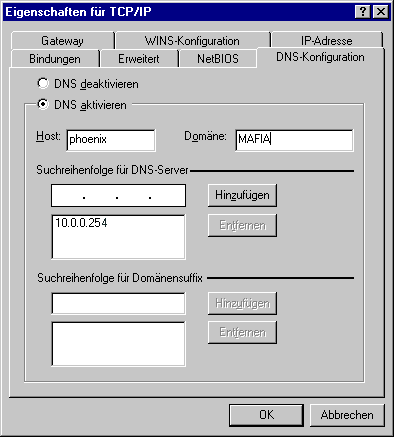 Eigenschaften für TCP/IP
Gateway WINS-Konfiguration IP-Adresse
Bindungen Erweitert NetBIOS DNS-Konfiguration
DNS deaktivieren
DNS aktivieren
Host: phoenix Domäne: MAFIA
Suchreihenfolge für DNS-Server
. . . Hinzufügen
10.0.0.254 Entfernen
Suchreihenfolge für Domänensuffix
Hinzufügen
Entfernen
OK Abbrechen